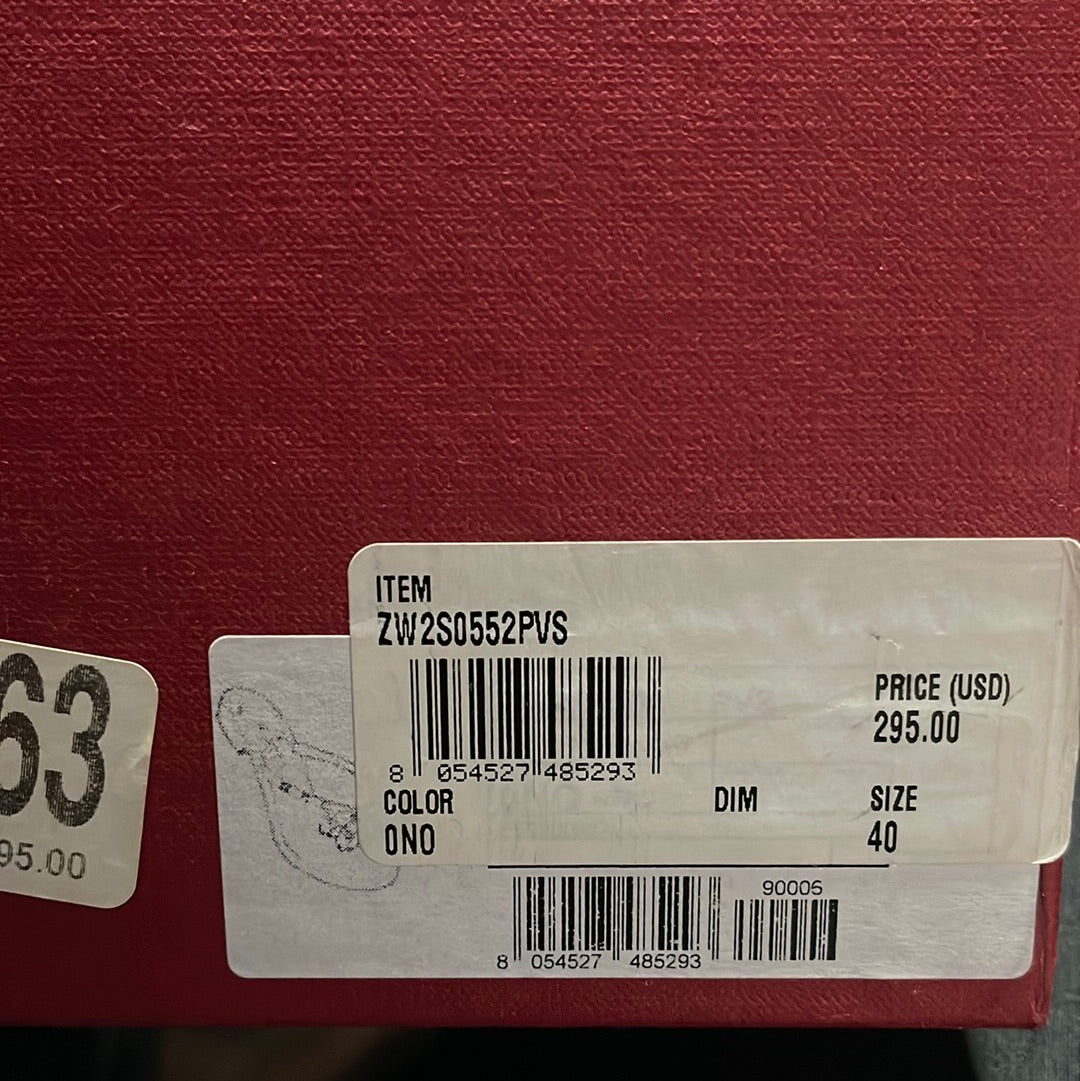 ITEM
ZW2S0552PVS
PRICE (USD)
295.00
8 054527 485293
COLOR
DIM
SIZE
0NO
40
63
95.00
90005
8 054527 485293